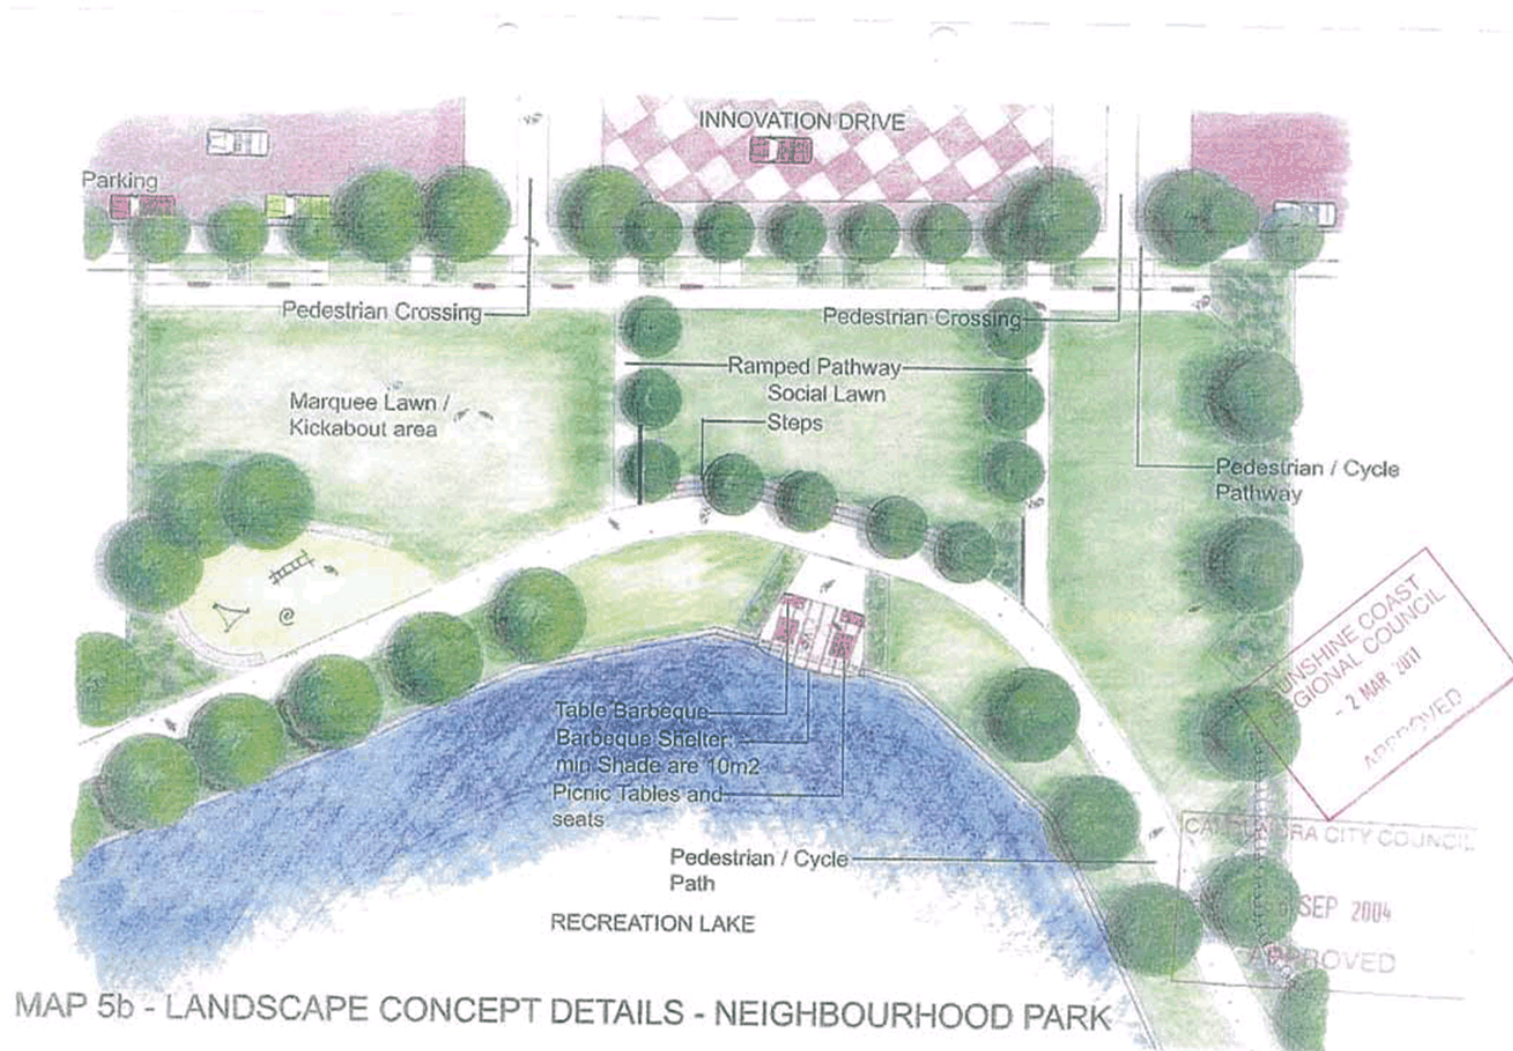 INNOVATION DRIVE
Parking
Pedestrian Crossing
Pedestrian Crossing
Ramped Pathway
Social Lawn
Steps
Marquee Lawn /
Kickabout area
Pedestrian / Cycle
Pathway
SUNSHINE COAST
REGIONAL COUNCIL
- 2 MAR 2011
APPROVED
Table Barbeque
Barbeque Shelter:
min Shade are 10m2
Picnic Tables and
seats
CALOUNDRA CITY COUNCIL
SEP 2004
APPROVED
Pedestrian / Cycle
Path
RECREATION LAKE
MAP 5b - LANDSCAPE CONCEPT DETAILS - NEIGHBOURHOOD PARK